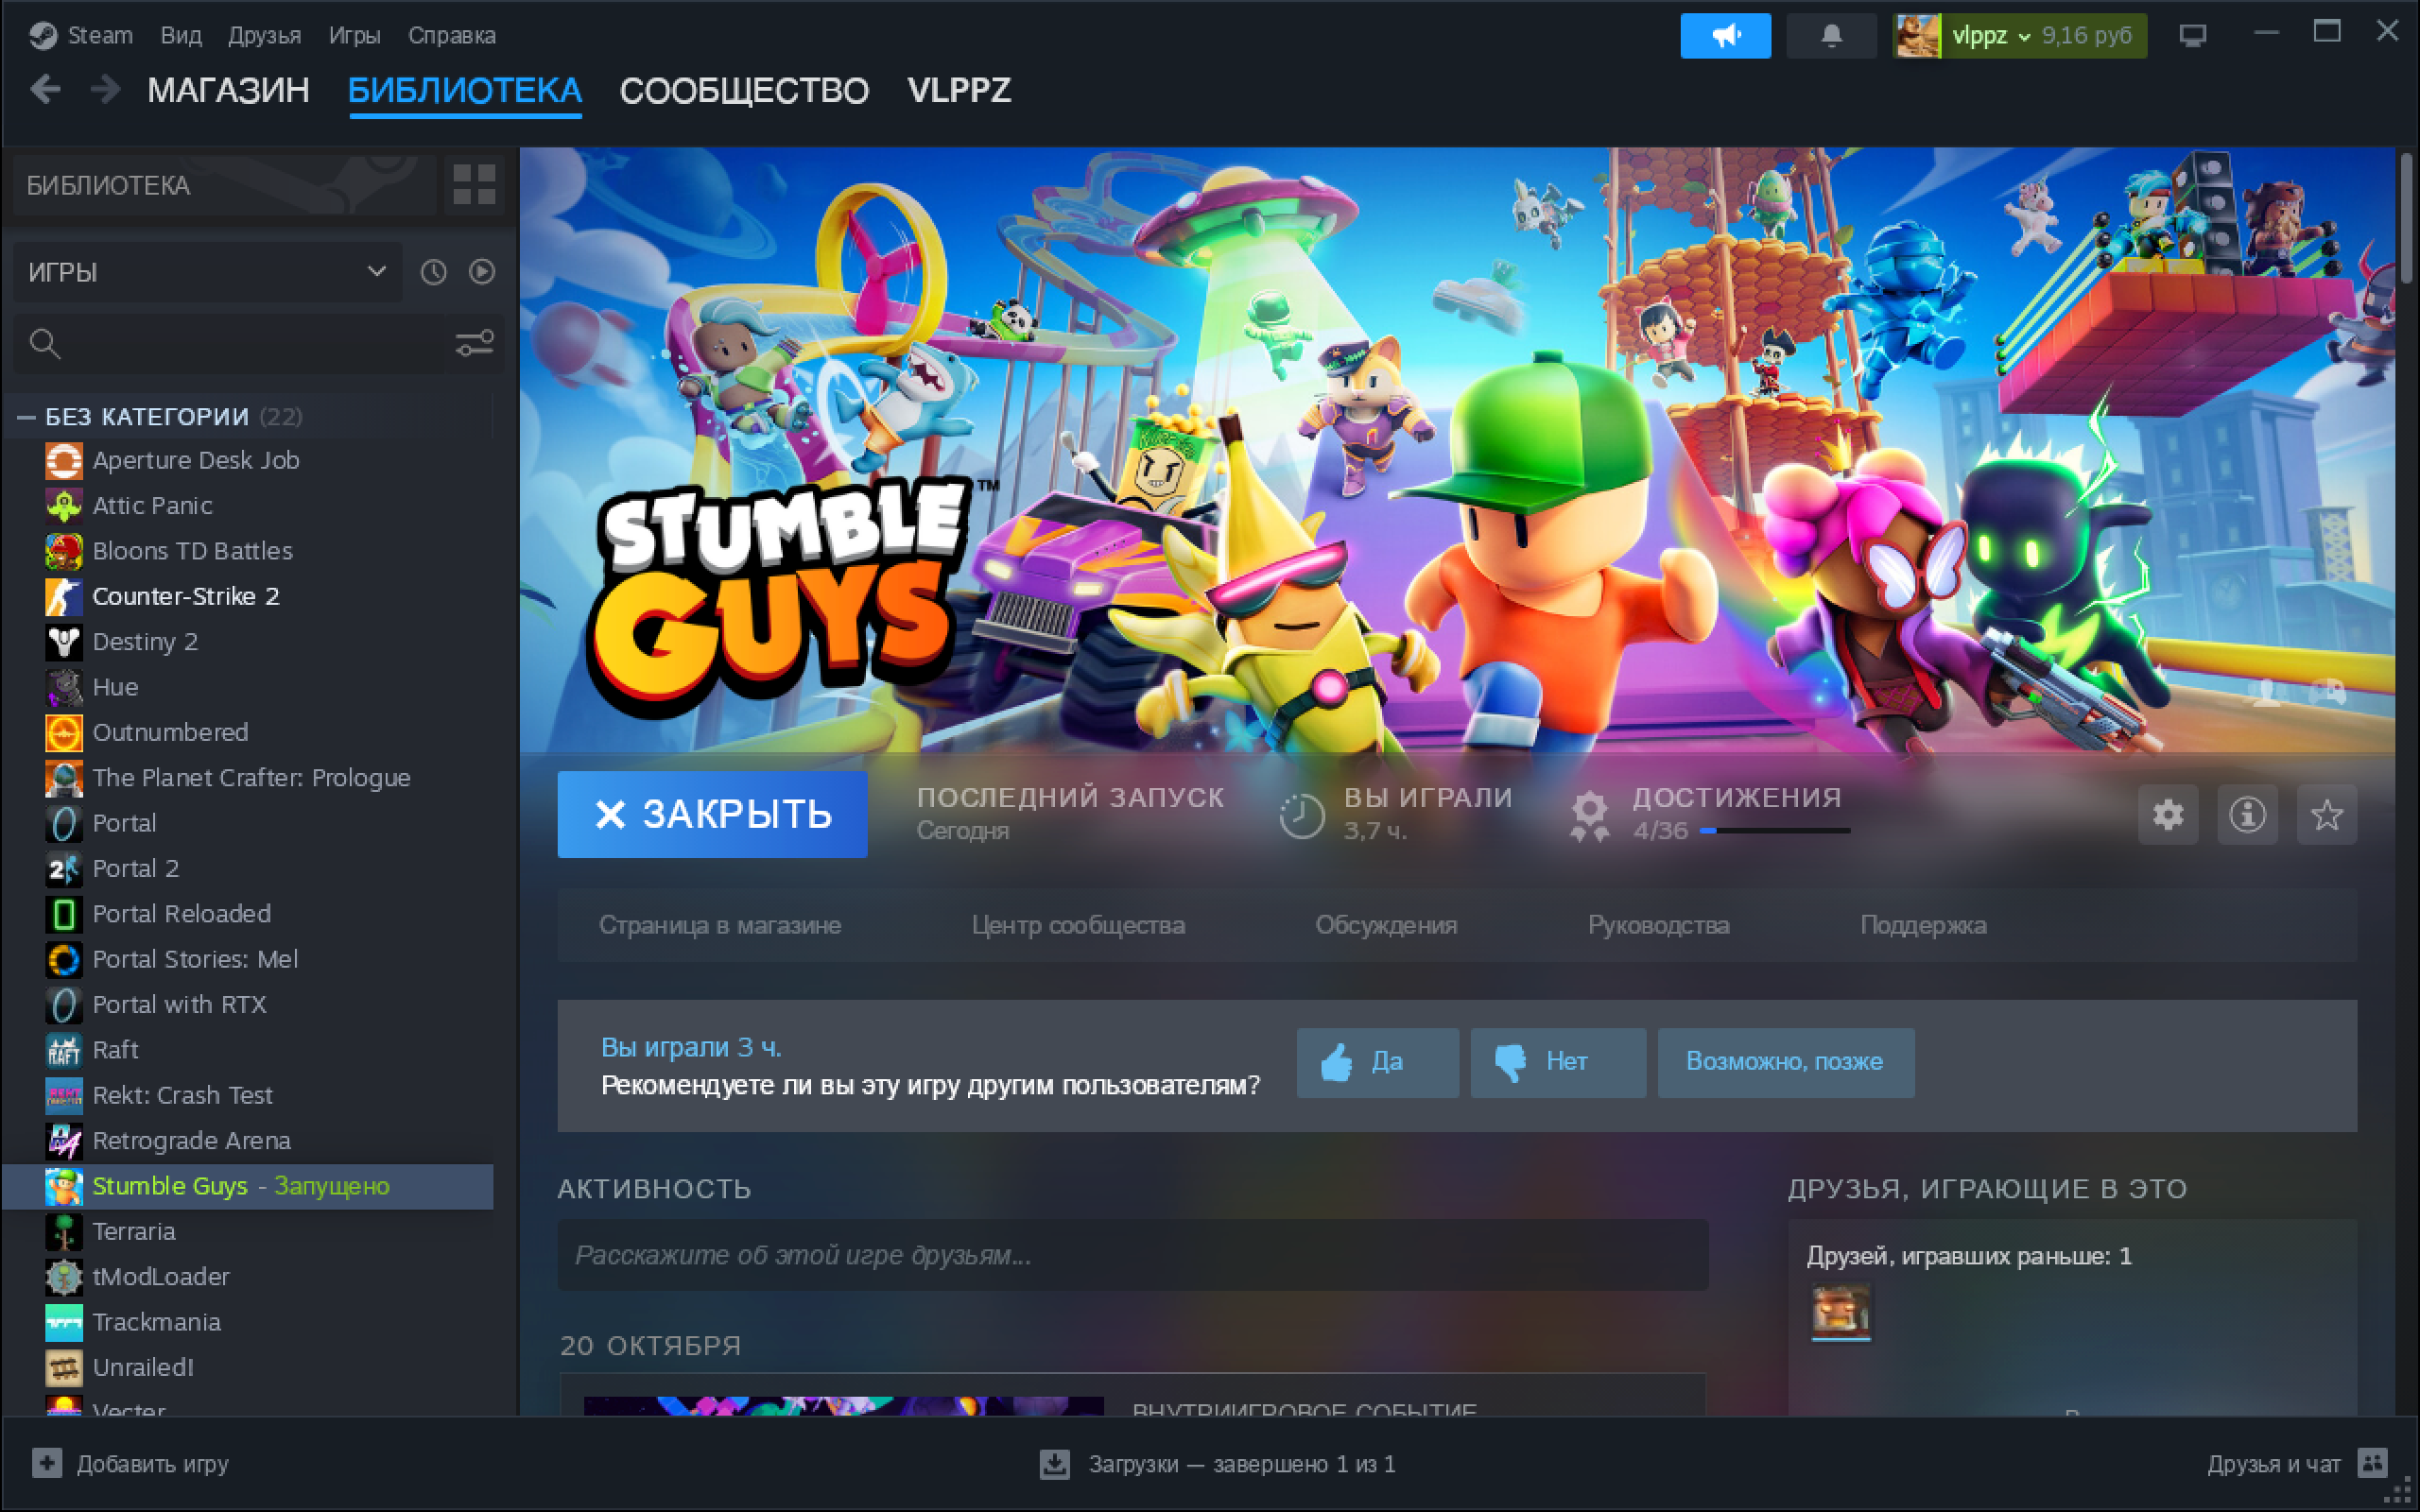 Steam Вид Друзья Игры Справка
vlppz 9,16 руб
МАГАЗИН БИБЛИОТЕКА СООБЩЕСТВО VLPPZ
БИБЛИОТЕКА
ИГРЫ
— БЕЗ КАТЕГОРИИ (22)
Aperture Desk Job
Attic Panic
Bloons TD Battles
Counter-Strike 2
Destiny 2
Hue
Outnumbered
The Planet Crafter: Prologue
Portal
Portal 2
Portal Reloaded
Portal Stories: Mel
Portal with RTX
Raft
Rekt: Crash Test
Retrograde Arena
Stumble Guys - Запущено
Terraria
tModLoader
Trackmania
Unrailed!
Vecter
STUMBLE
GUYS™
ЗАКРЫТЬ
ПОСЛЕДНИЙ ЗАПУСК
Сегодня
ВЫ ИГРАЛИ
3,7 ч.
ДОСТИЖЕНИЯ
4/36
Страница в магазине Центр сообщества Обсуждения Руководства Поддержка
Вы играли 3 ч.
Рекомендуете ли вы эту игру другим пользователям?
Да
Нет
Возможно, позже
АКТИВНОСТЬ
Расскажите об этой игре друзьям...
20 ОКТЯБРЯ
ВНУТРИИГРОВОЕ СОБЫТИЕ
ДРУЗЬЯ, ИГРАЮЩИЕ В ЭТО
Друзей, игравших раньше: 1
Добавить игру
Загрузки — завершено 1 из 1
Друзья и чат